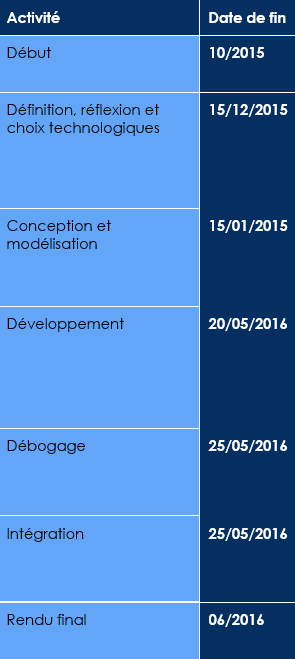 Activité Date de fin
Début 10/2015
Définition, réflexion et 15/12/2015
choix technologiques
Conception et 15/01/2015
modélisation
Développement 20/05/2016
Débogage 25/05/2016
Intégration 25/05/2016
Rendu final 06/2016